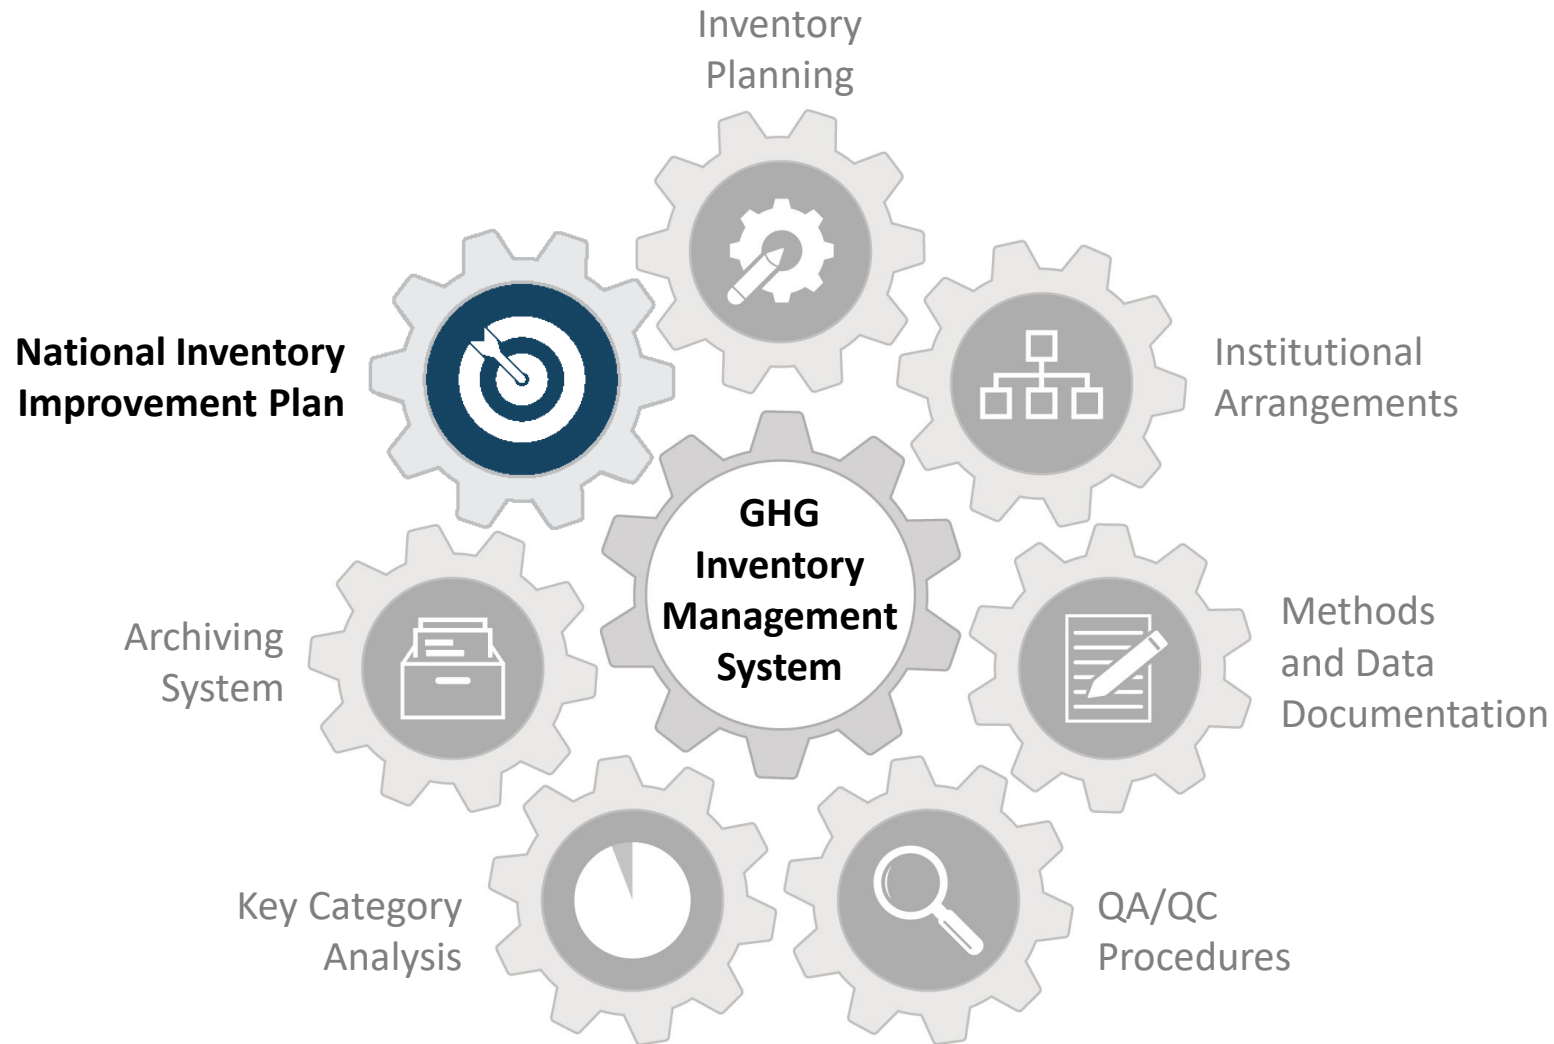 Inventory
Planning
National Inventory
Improvement Plan
Institutional
Arrangements
GHG
Inventory
Management
System
Archiving
System
Methods
and Data
Documentation
Key Category
Analysis
QA/QC
Procedures